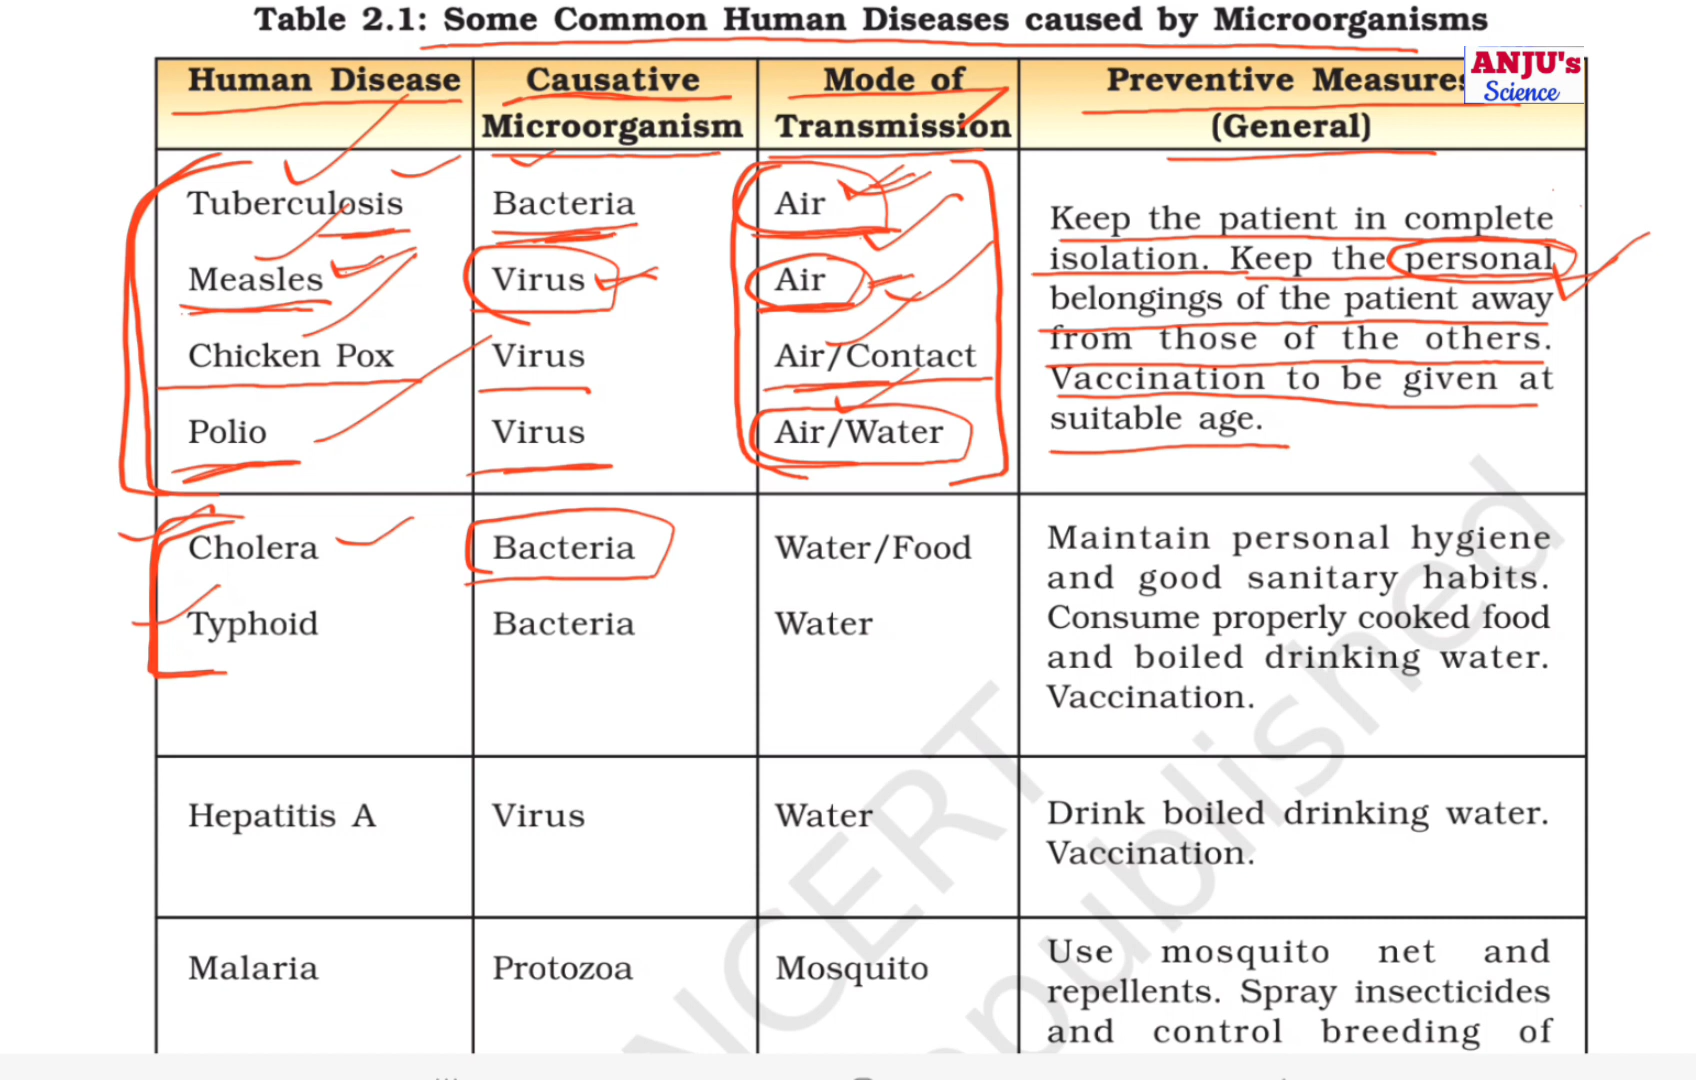 Table 2.1: Some Common Human Diseases caused by Microorganisms
ANJU's
Science
Human Disease Causative Microorganism Mode of Transmission Preventive Measures (General)
Tuberculosis Bacteria Air
Measles Virus Air
Chicken Pox Virus Air/Contact
Polio Virus Air/Water
Keep the patient in complete
isolation. Keep the personal
belongings of the patient away
from those of the others.
Vaccination to be given at
suitable age.
Cholera Bacteria Water/Food
Typhoid Bacteria Water
Maintain personal hygiene
and good sanitary habits.
Consume properly cooked food
and boiled drinking water.
Vaccination.
Hepatitis A Virus Water
Drink boiled drinking water.
Vaccination.
Malaria Protozoa Mosquito
Use mosquito net and
repellents. Spray insecticides
and control breeding of
NCERT
published